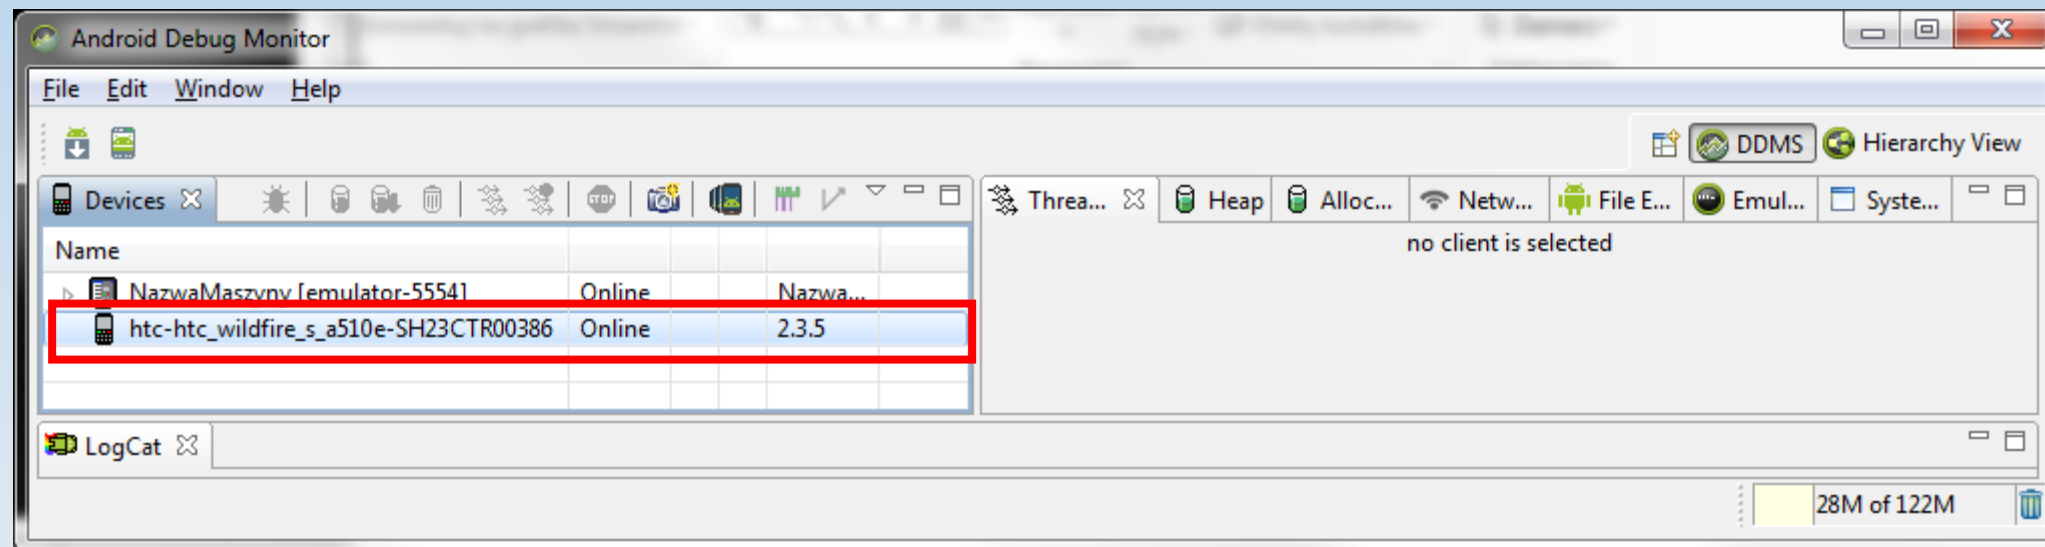 Android Debug Monitor
File Edit Window Help
DDMS Hierarchy View
Devices
Name
NazwaMaszyny [emulator-5554] Online Nazwa...
htc-htc_wildfire_s_a510e-SH23CTR00386 Online 2.3.5
Threa... Heap Alloc... Netw... File E... Emul... Syste...
no client is selected
LogCat
28M of 122M